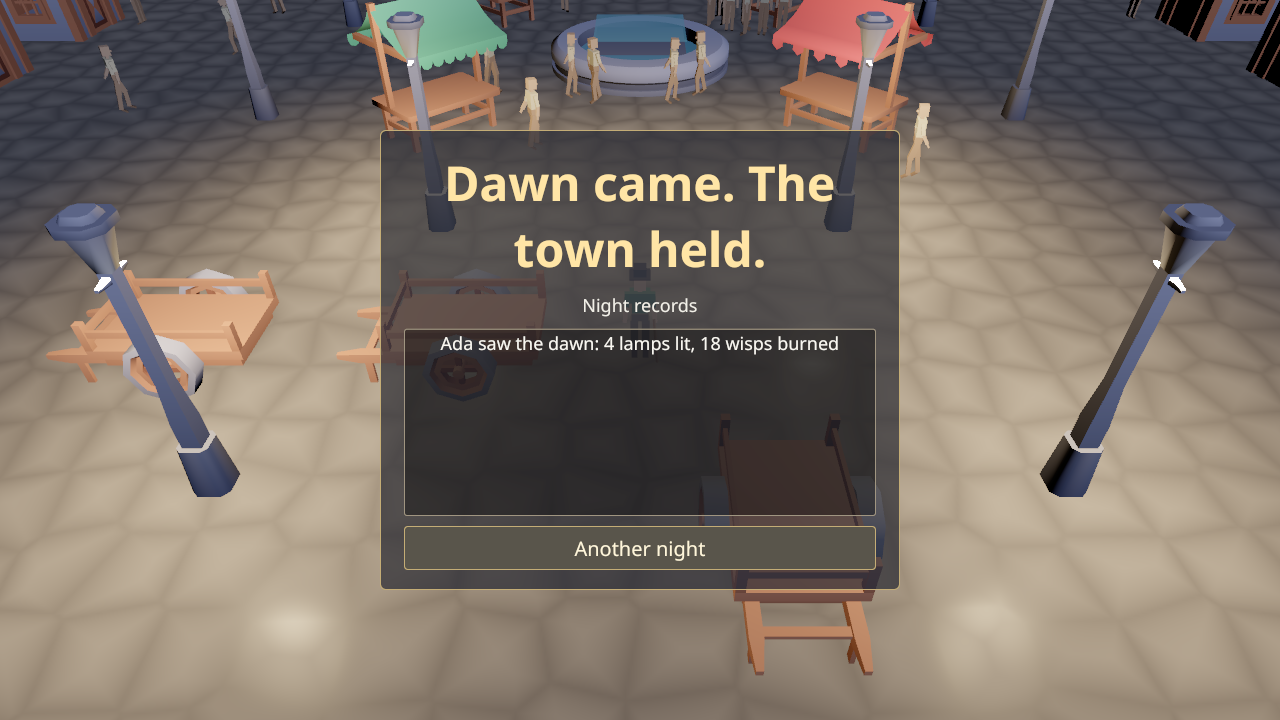 Dawn came. The
town held.
Night records
Ada saw the dawn: 4 lamps lit, 18 wisps burned
Another night